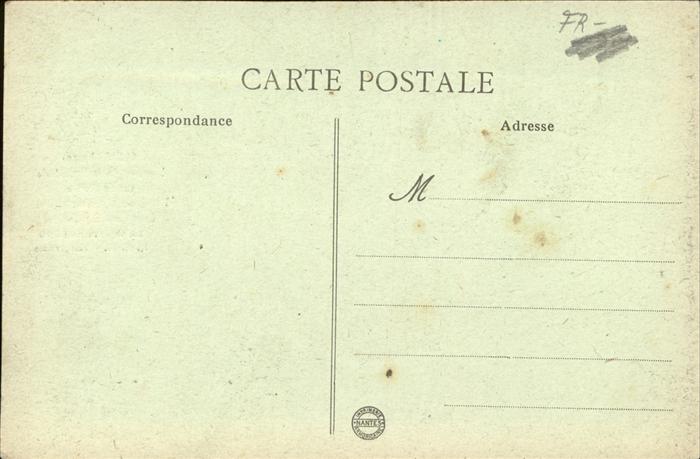 FR-
CARTE POSTALE
Correspondance
Adresse
M
NANTES